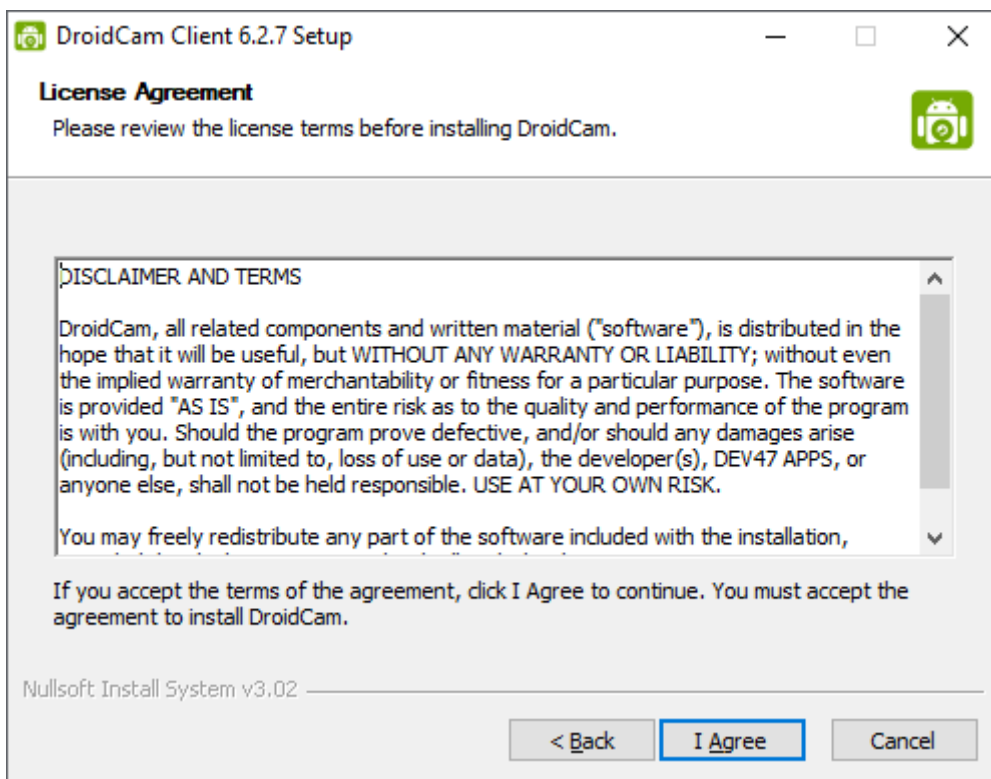 DroidCam Client 6.2.7 Setup
License Agreement
Please review the license terms before installing DroidCam.
DISCLAIMER AND TERMS
DroidCam, all related components and written material ("software"), is distributed in the
hope that it will be useful, but WITHOUT ANY WARRANTY OR LIABILITY; without even
the implied warranty of merchantability or fitness for a particular purpose. The software
is provided "AS IS", and the entire risk as to the quality and performance of the program
is with you. Should the program prove defective, and/or should any damages arise
(including, but not limited to, loss of use or data), the developer(s), DEV47 APPS, or
anyone else, shall not be held responsible. USE AT YOUR OWN RISK.
You may freely redistribute any part of the software included with the installation,
If you accept the terms of the agreement, click I Agree to continue. You must accept the
agreement to install DroidCam.
Nullsoft Install System v3.02
< Back
I Agree
Cancel